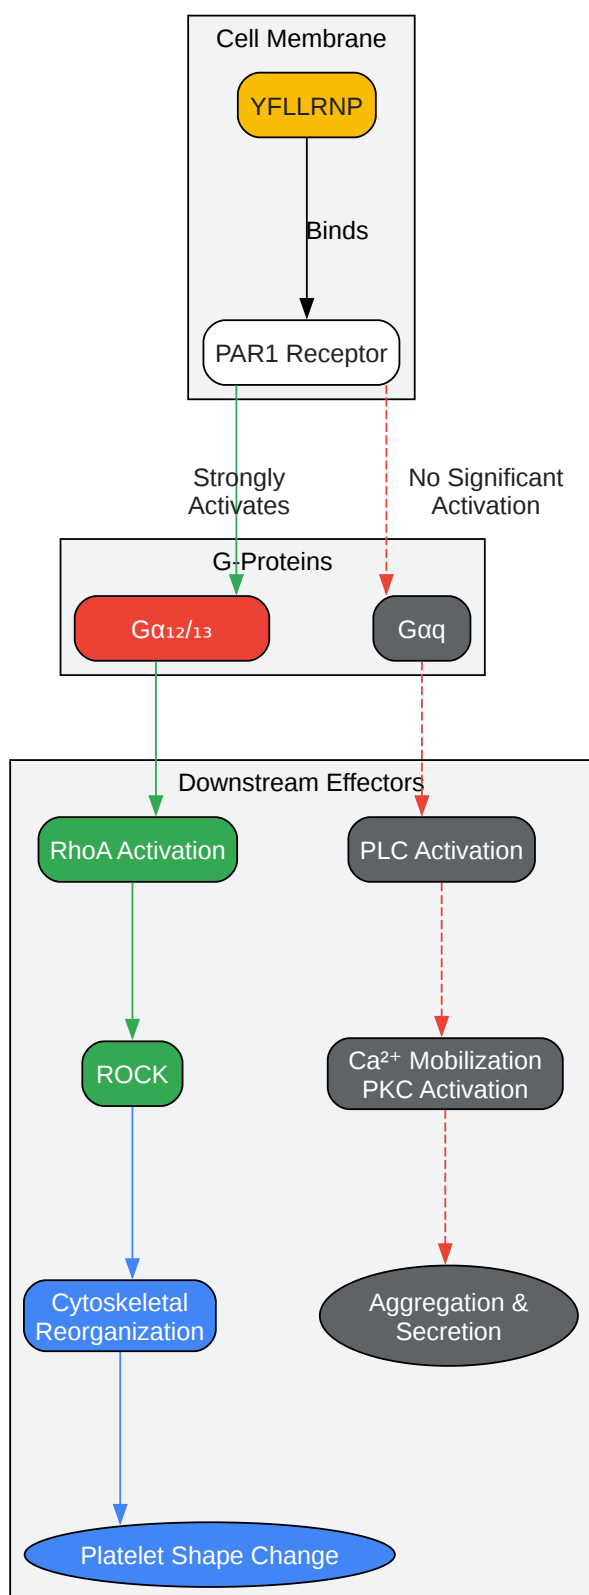 Cell Membrane
YFLLRNP
Binds
PAR1 Receptor
Strongly
Activates
No Significant
Activation
G-Proteins
Gα₁₂/₁₃
Gαq
Downstream Effectors
RhoA Activation
PLC Activation
ROCK
Ca²⁺ Mobilization
PKC Activation
Cytoskeletal
Reorganization
Aggregation &
Secretion
Platelet Shape Change